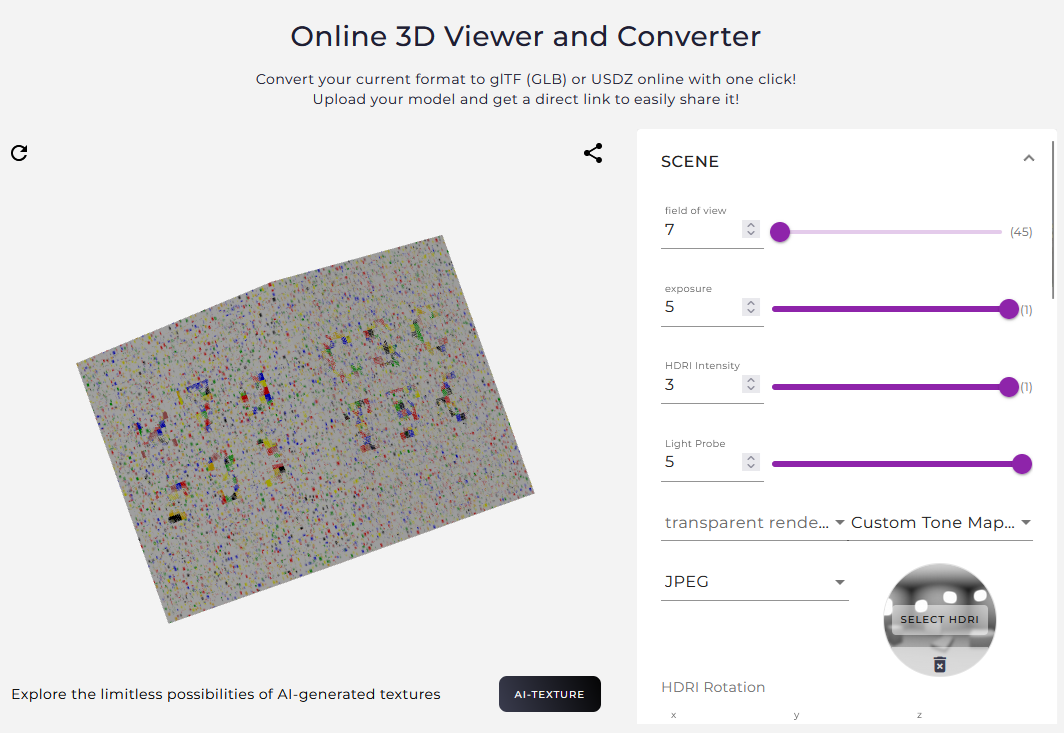 Online 3D Viewer and Converter
Convert your current format to glTF (GLB) or USDZ online with one click!
Upload your model and get a direct link to easily share it!
SCENE
field of view
7
(45)
exposure
5
(1)
HDRI Intensity
3
(1)
Light Probe
5
transparent rende...
Custom Tone Map...
JPEG
SELECT HDRI
HDRI Rotation
x y z
Explore the limitless possibilities of AI-generated textures
AI-TEXTURE